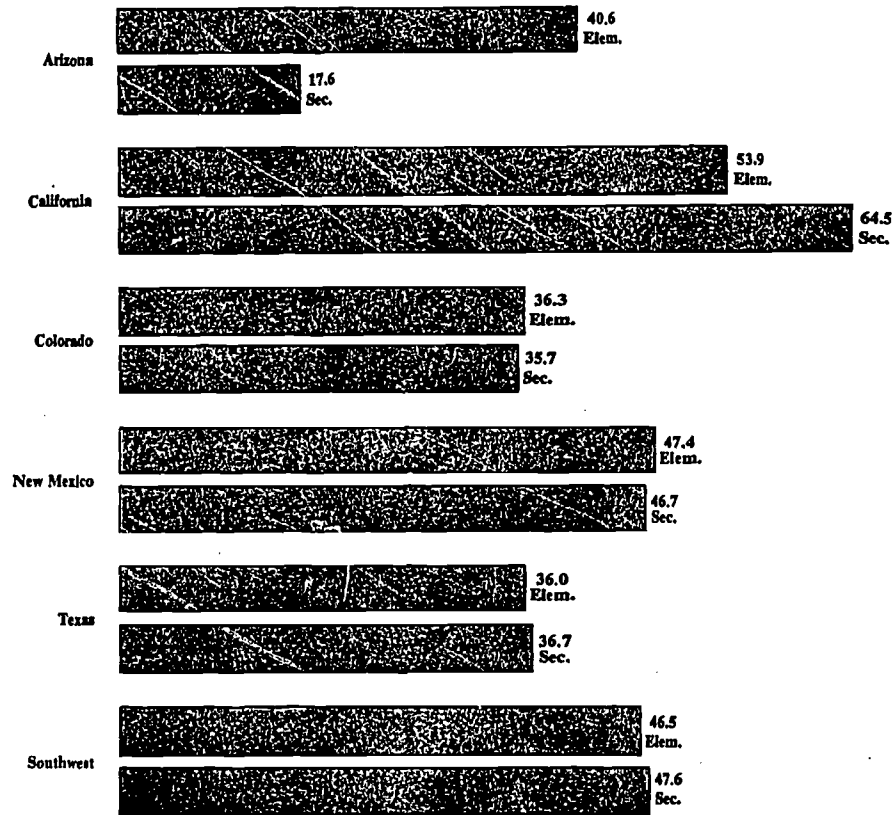 40.6
Elem.
Arizona
17.6
Sec.
53.9
Elem.
California
64.5
Sec.
36.3
Elem.
Colorado
35.7
Sec.
47.4
Elem.
New Mexico
46.7
Sec.
36.0
Elem.
Texas
36.7
Sec.
46.5
Elem.
Southwest
47.6
Sec.